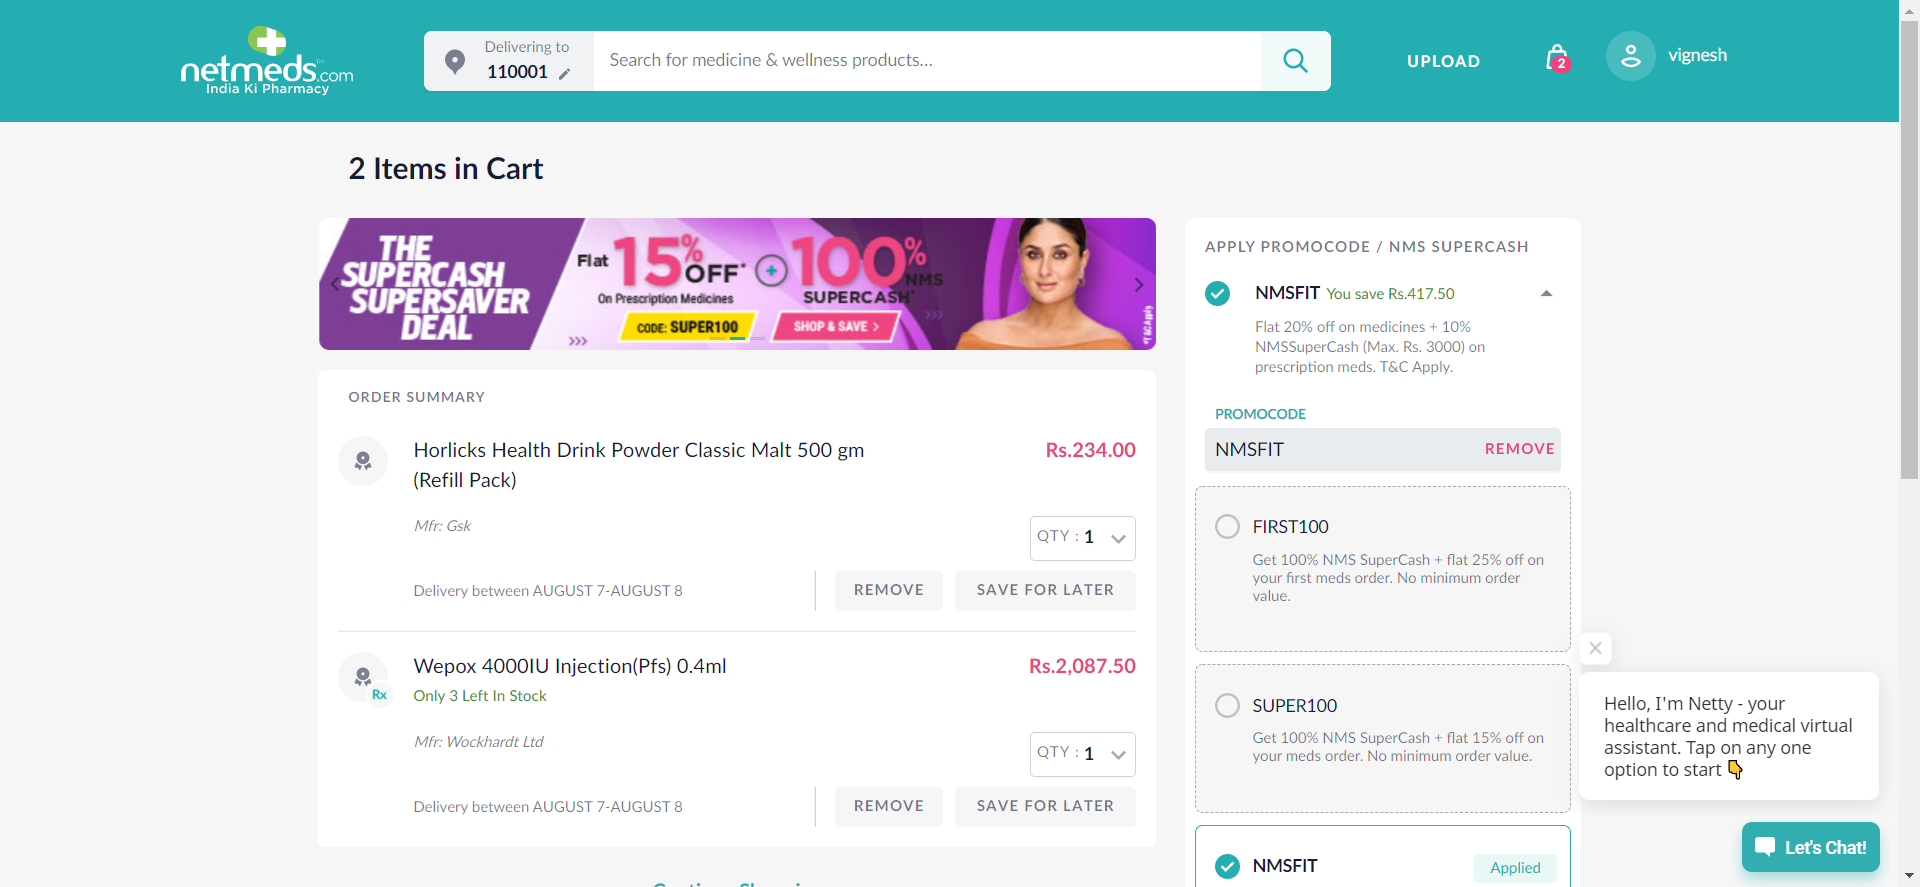 netmeds.com
India Ki Pharmacy
Delivering to
110001
Search for medicine & wellness products...
UPLOAD
2
vignesh
2 Items in Cart
THE
SUPERCASH
SUPERSAVER
DEAL
Flat 15% OFF* + 100% NMS
On Prescription Medicines
SUPERCASH*
CODE: SUPER100
SHOP & SAVE >
*T&C Apply
ORDER SUMMARY
Horlicks Health Drink Powder Classic Malt 500 gm
(Refill Pack)
Rs.234.00
Mfr: Gsk
QTY : 1
Delivery between AUGUST 7-AUGUST 8
REMOVE
SAVE FOR LATER
Rx
Wepox 4000IU Injection(Pfs) 0.4ml
Rs.2,087.50
Only 3 Left In Stock
Mfr: Wockhardt Ltd
QTY : 1
Delivery between AUGUST 7-AUGUST 8
REMOVE
SAVE FOR LATER
APPLY PROMOCODE / NMS SUPERCASH
NMSFIT You save Rs.417.50
Flat 20% off on medicines + 10%
NMSSuperCash (Max. Rs. 3000) on
prescription meds. T&C Apply.
PROMOCODE
NMSFIT
REMOVE
FIRST100
Get 100% NMS SuperCash + flat 25% off on
your first meds order. No minimum order
value.
SUPER100
Get 100% NMS SuperCash + flat 15% off on
your meds order. No minimum order value.
NMSFIT
Applied
Hello, I'm Netty - your
healthcare and medical virtual
assistant. Tap on any one
option to start 👇
Let's Chat!